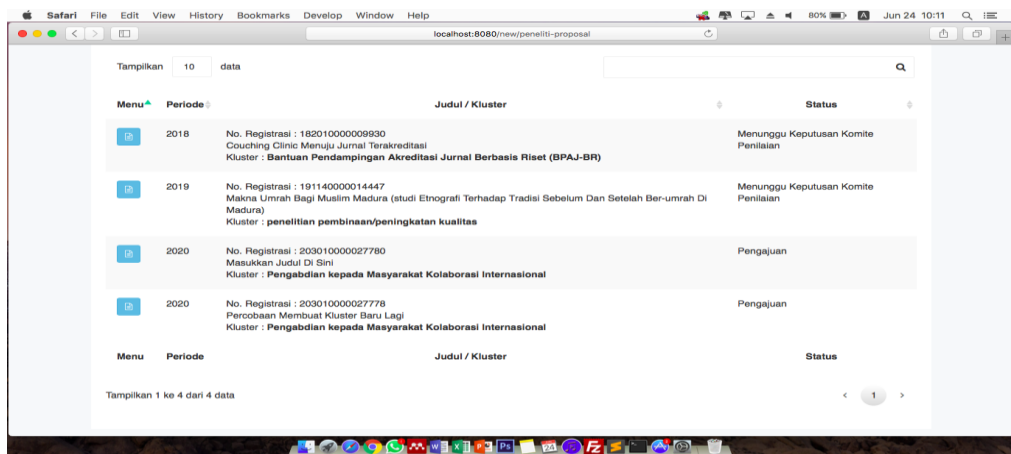 Safari File Edit View History Bookmarks Develop Window Help 80% Jun 24 10:11
localhost:8080/new/peneliti-proposal
Tampilkan 10 data
Menu Periode Judul / Kluster Status
2018 No. Registrasi : 182010000009930 Menunggu Keputusan Komite
Couching Clinic Menuju Jurnal Terakreditasi Penilaian
Kluster : Bantuan Pendampingan Akreditasi Jurnal Berbasis Riset (BPAJ-BR)
2019 No. Registrasi : 191140000014447 Menunggu Keputusan Komite
Makna Umrah Bagi Muslim Madura (studi Etnografi Terhadap Tradisi Sebelum Dan Setelah Ber-umrah Di Penilaian
Madura)
Kluster : penelitian pembinaan/peningkatan kualitas
2020 No. Registrasi : 203010000027780 Pengajuan
Masukkan Judul Di Sini
Kluster : Pengabdian kepada Masyarakat Kolaborasi Internasional
2020 No. Registrasi : 203010000027778 Pengajuan
Percobaan Membuat Kluster Baru Lagi
Kluster : Pengabdian kepada Masyarakat Kolaborasi Internasional
Menu Periode Judul / Kluster Status
Tampilkan 1 ke 4 dari 4 data
< 1 >